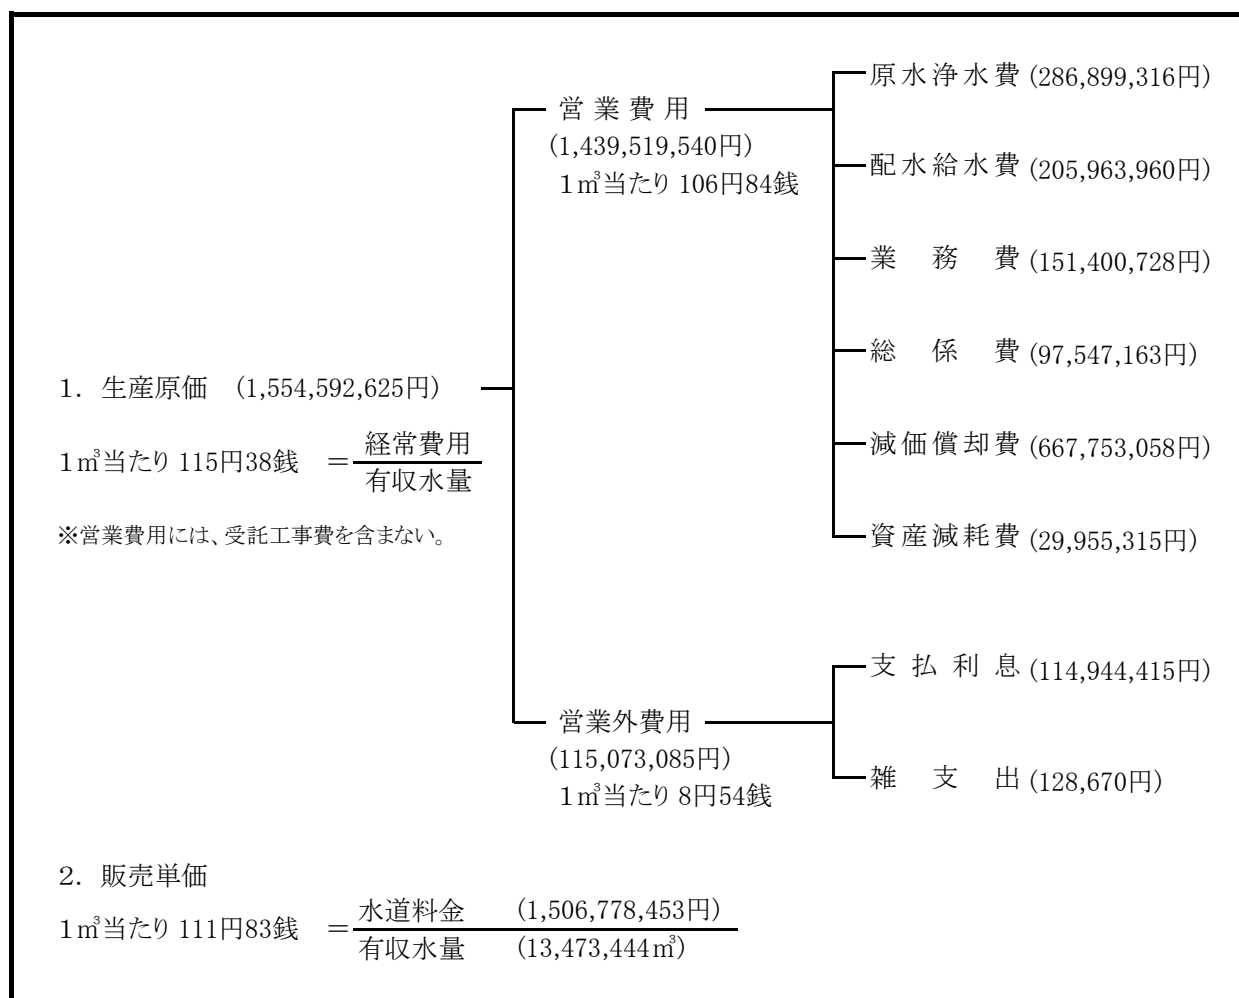 原水浄水費 (286,899,316円)
営業費用
(1,439,519,540円)
1㎥当たり 106円84銭
配水給水費 (205,963,960円)
業務費 (151,400,728円)
総係費 (97,547,163円)
1. 生産原価 (1,554,592,625円)
1㎥当たり 115円38銭 =経常費用
有収水量
減価償却費 (667,753,058円)
※営業費用には、受託工事費を含まない。
資産減耗費 (29,955,315円)
支払利息 (114,944,415円)
営業外費用
(115,073,085円)
1㎥当たり 8円54銭
雑支出 (128,670円)
2. 販売単価
1㎥当たり 111円83銭 =水道料金 (1,506,778,453円)
有収水量 (13,473,444㎥)